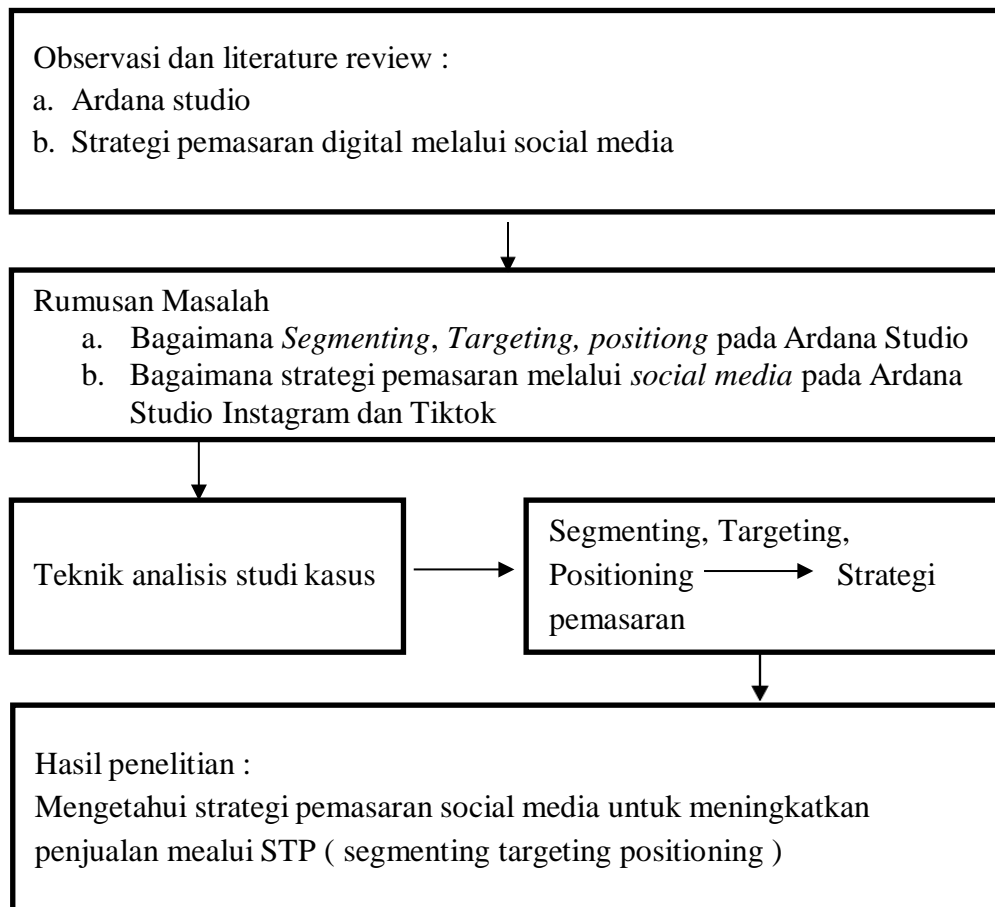 Observasi dan literature review :
a. Ardana studio
b. Strategi pemasaran digital melalui social media
Rumusan Masalah
a. Bagaimana Segmenting, Targeting, positiong pada Ardana Studio
b. Bagaimana strategi pemasaran melalui social media pada Ardana
Studio Instagram dan Tiktok
Teknik analisis studi kasus
Segmenting, Targeting,
Positioning Strategi
pemasaran
Hasil penelitian :
Mengetahui strategi pemasaran social media untuk meningkatkan
penjualan mealui STP ( segmenting targeting positioning )